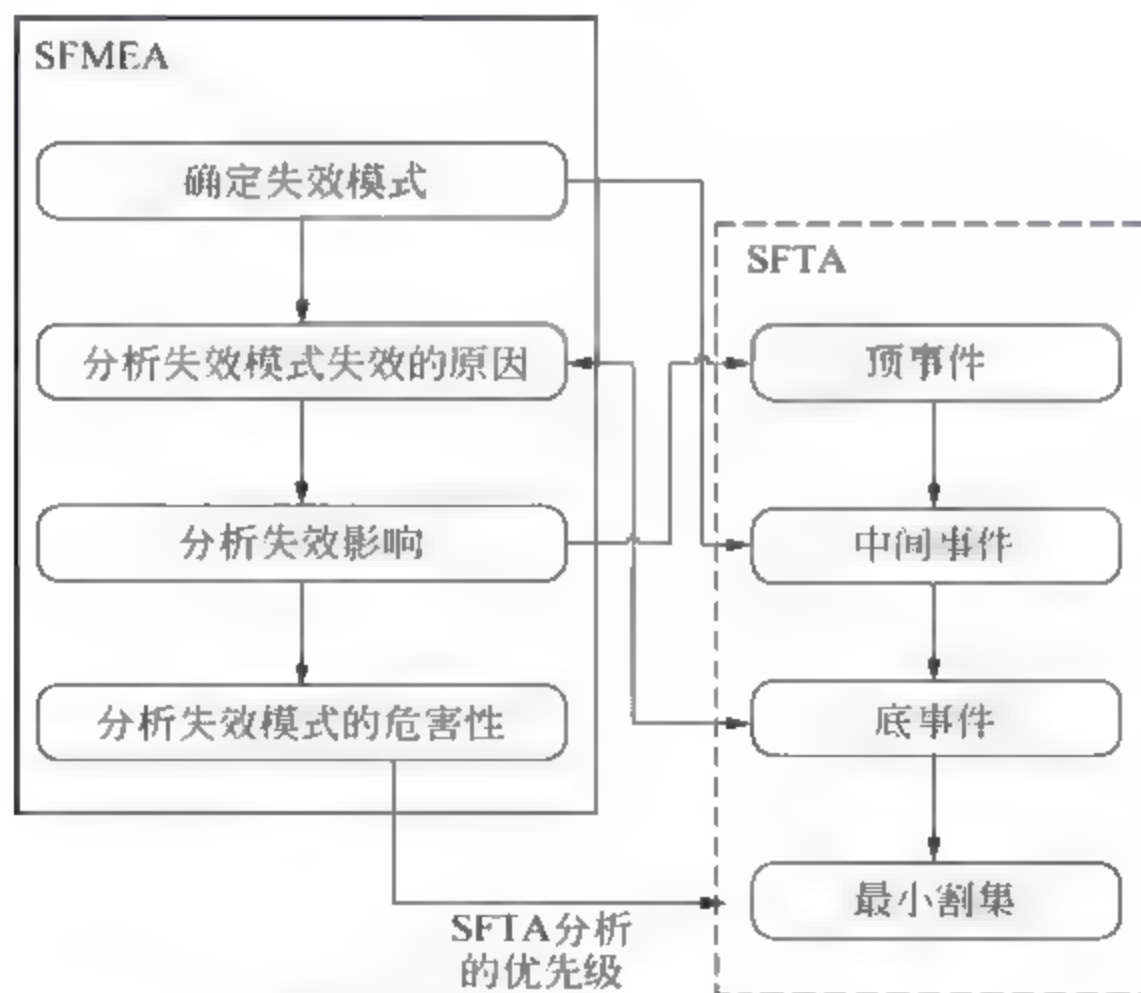 SFMEA
确定失效模式
分析失效模式失效的原因
分析失效影响
分析失效模式的危害性
SFTA
顶事件
中间事件
底事件
最小割集
SFTA分析
的优先级